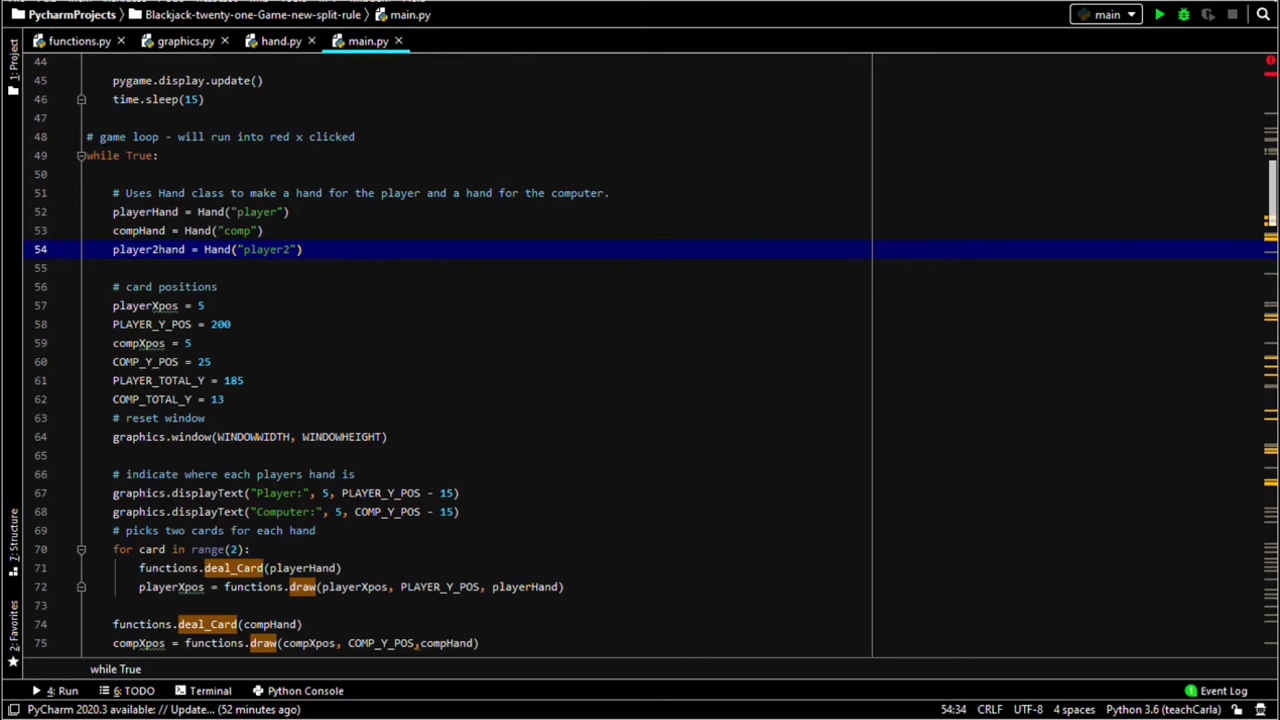 PycharmProjects > Blackjack-twenty-one-Game-new-split-rule > main.py
main
functions.py × graphics.py × hand.py × main.py ×
1: Project
44
45 pygame.display.update()
46 time.sleep(15)
47
48 # game loop - will run into red x clicked
49 while True:
50
51 # Uses Hand class to make a hand for the player and a hand for the computer.
52 playerHand = Hand("player")
53 compHand = Hand("comp")
54 player2hand = Hand("player2")
55
56 # card positions
57 playerXpos = 5
58 PLAYER_Y_POS = 200
59 compXpos = 5
60 COMP_Y_POS = 25
61 PLAYER_TOTAL_Y = 185
62 COMP_TOTAL_Y = 13
63 # reset window
64 graphics.window(WINDOWWIDTH, WINDOWHEIGHT)
65
66 # indicate where each players hand is
67 graphics.displayText("Player:", 5, PLAYER_Y_POS - 15)
68 graphics.displayText("Computer:", 5, COMP_Y_POS - 15)
69 # picks two cards for each hand
70 for card in range(2):
71 functions.deal_Card(playerHand)
72 playerXpos = functions.draw(playerXpos, PLAYER_Y_POS, playerHand)
73
74 functions.deal_Card(compHand)
75 compXpos = functions.draw(compXpos, COMP_Y_POS,compHand)
7: Structure
2: Favorites
while True
4: Run 6: TODO Terminal Python Console
1 Event Log
PyCharm 2020.3 available: // Update... (52 minutes ago)
54:34 CRLF UTF-8 4 spaces Python 3.6 (teachCarla)